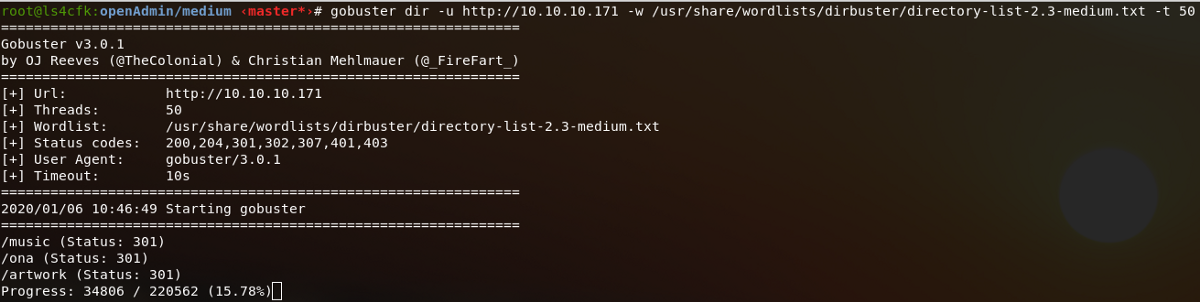 root@ls4cfk:openAdmin/medium ‹master*›# gobuster dir -u http://10.10.10.171 -w /usr/share/wordlists/dirbuster/directory-list-2.3-medium.txt -t 50
===============================================================
Gobuster v3.0.1
by OJ Reeves (@TheColonial) & Christian Mehlmauer (@_FireFart_)
===============================================================
[+] Url:            http://10.10.10.171
[+] Threads:        50
[+] Wordlist:       /usr/share/wordlists/dirbuster/directory-list-2.3-medium.txt
[+] Status codes:   200,204,301,302,307,401,403
[+] User Agent:     gobuster/3.0.1
[+] Timeout:        10s
===============================================================
2020/01/06 10:46:49 Starting gobuster
===============================================================
/music (Status: 301)
/ona (Status: 301)
/artwork (Status: 301)
Progress: 34806 / 220562 (15.78%)